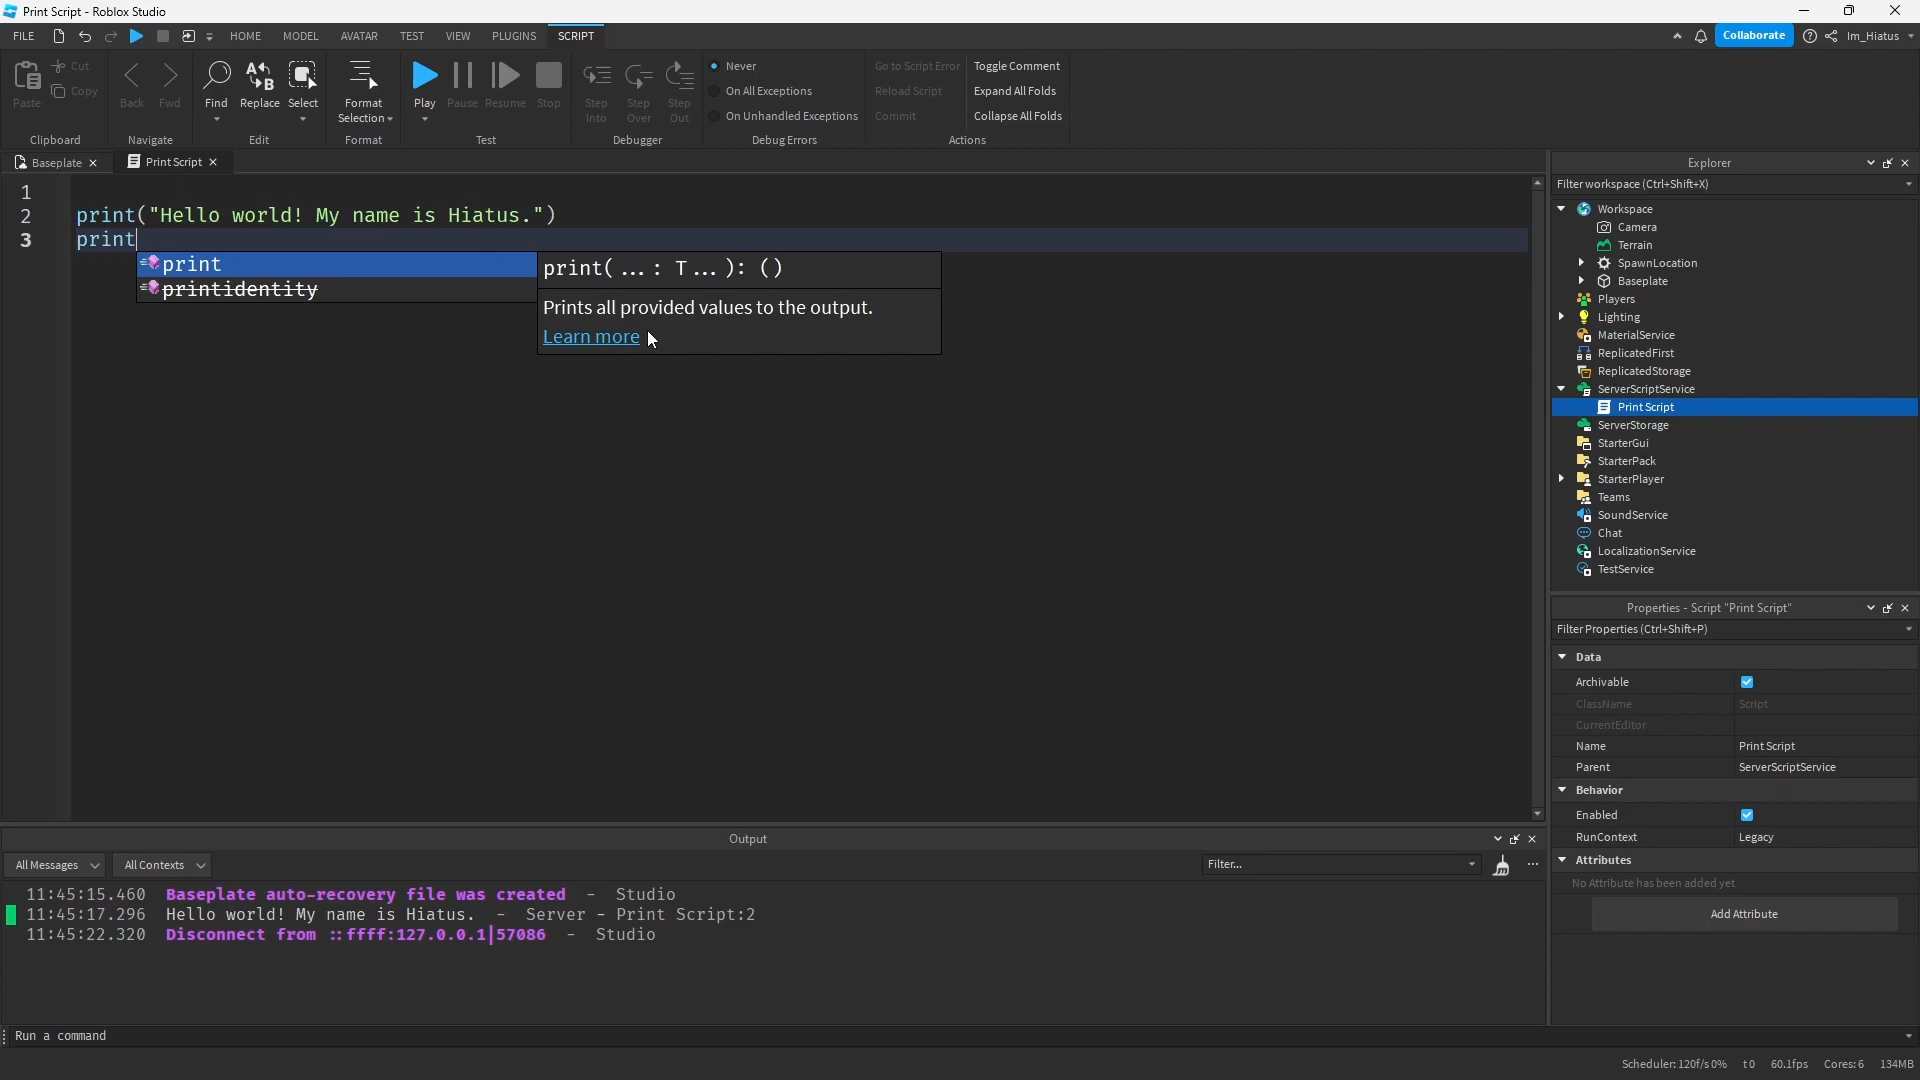 Print Script - Roblox Studio
FILE HOME MODEL AVATAR TEST VIEW PLUGINS SCRIPT Collaborate Im_Hiatus
Paste Cut Copy
Clipboard
Back Fwd
Navigate
Find Replace Select
Edit
Format
Selection
Format
Play Pause Resume Stop
Test
Step
Into
Step
Over
Step
Out
Debugger
Never
On All Exceptions
On Unhandled Exceptions
Debug Errors
Go to Script Error Toggle Comment
Reload Script Expand All Folds
Commit Collapse All Folds
Actions
Baseplate Print Script
1
2 print("Hello world! My name is Hiatus.")
3 print
print
printidentity
print( ... : T ... ): ()
Prints all provided values to the output.
Learn more
Explorer
Filter workspace (Ctrl+Shift+X)
Workspace
Camera
Terrain
SpawnLocation
Baseplate
Players
Lighting
MaterialService
ReplicatedFirst
ReplicatedStorage
ServerScriptService
Print Script
ServerStorage
StarterGui
StarterPack
StarterPlayer
Teams
SoundService
Chat
LocalizationService
TestService
Properties - Script "Print Script"
Filter Properties (Ctrl+Shift+P)
Data
Archivable
ClassName Script
CurrentEditor
Name Print Script
Parent ServerScriptService
Behavior
Enabled
RunContext Legacy
Attributes
No Attribute has been added yet
Add Attribute
Output
All Messages All Contexts Filter...
11:45:15.460 Baseplate auto-recovery file was created - Studio
11:45:17.296 Hello world! My name is Hiatus. - Server - Print Script:2
11:45:22.320 Disconnect from ::ffff:127.0.0.1|57086 - Studio
Run a command
Scheduler: 120f/s 0% t0 60.1fps Cores: 6 134MB